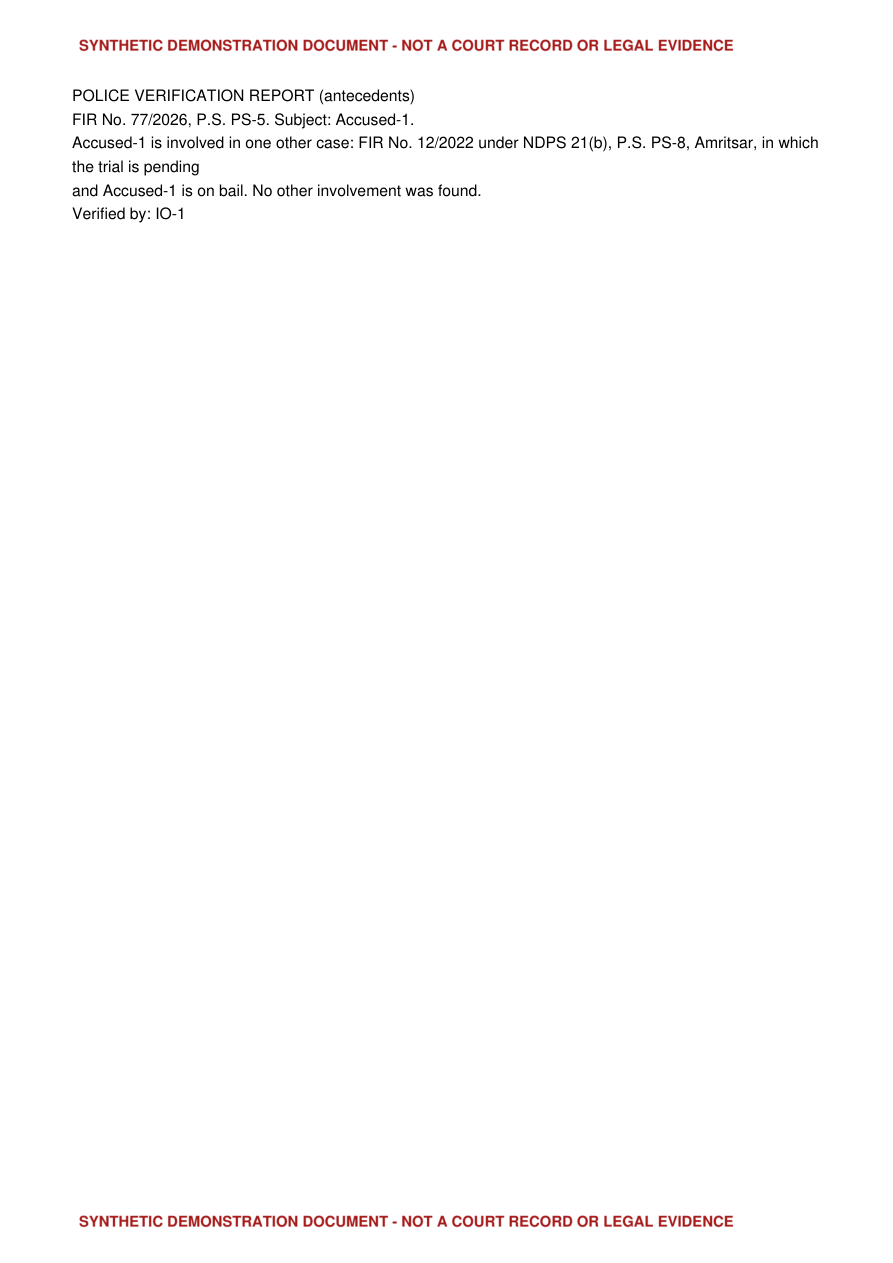 SYNTHETIC DEMONSTRATION DOCUMENT - NOT A COURT RECORD OR LEGAL EVIDENCE
POLICE VERIFICATION REPORT (antecedents)
FIR No. 77/2026, P.S. PS-5. Subject: Accused-1.
Accused-1 is involved in one other case: FIR No. 12/2022 under NDPS 21(b), P.S. PS-8, Amritsar, in which
the trial is pending
and Accused-1 is on bail. No other involvement was found.
Verified by: IO-1
SYNTHETIC DEMONSTRATION DOCUMENT - NOT A COURT RECORD OR LEGAL EVIDENCE